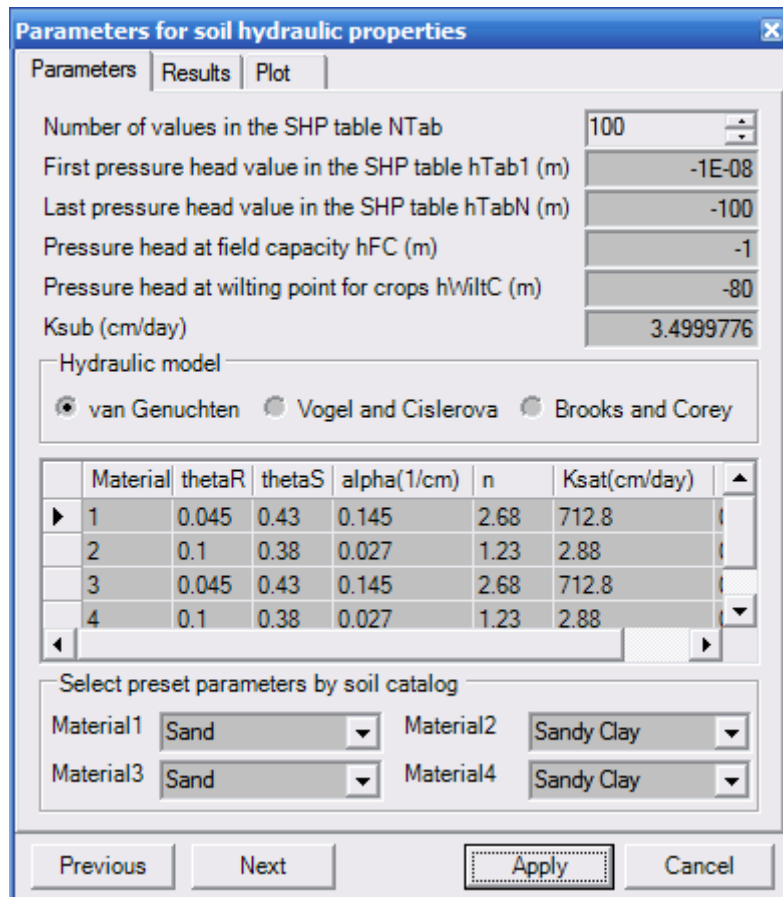 Parameters for soil hydraulic properties
Parameters Results Plot
Number of values in the SHP table NTab 100
First pressure head value in the SHP table hTab1 (m) -1E-08
Last pressure head value in the SHP table hTabN (m) -100
Pressure head at field capacity hFC (m) -1
Pressure head at wilting point for crops hWiltC (m) -80
Ksub (cm/day) 3.4999776
Hydraulic model
van Genuchten Vogel and Cislerova Brooks and Corey
Material thetaR thetaS alpha(1/cm) n Ksat(cm/day)
1 0.045 0.43 0.145 2.68 712.8
2 0.1 0.38 0.027 1.23 2.88
3 0.045 0.43 0.145 2.68 712.8
4 0.1 0.38 0.027 1.23 2.88
Select preset parameters by soil catalog
Material1 Sand Material2 Sandy Clay
Material3 Sand Material4 Sandy Clay
Previous Next Apply Cancel